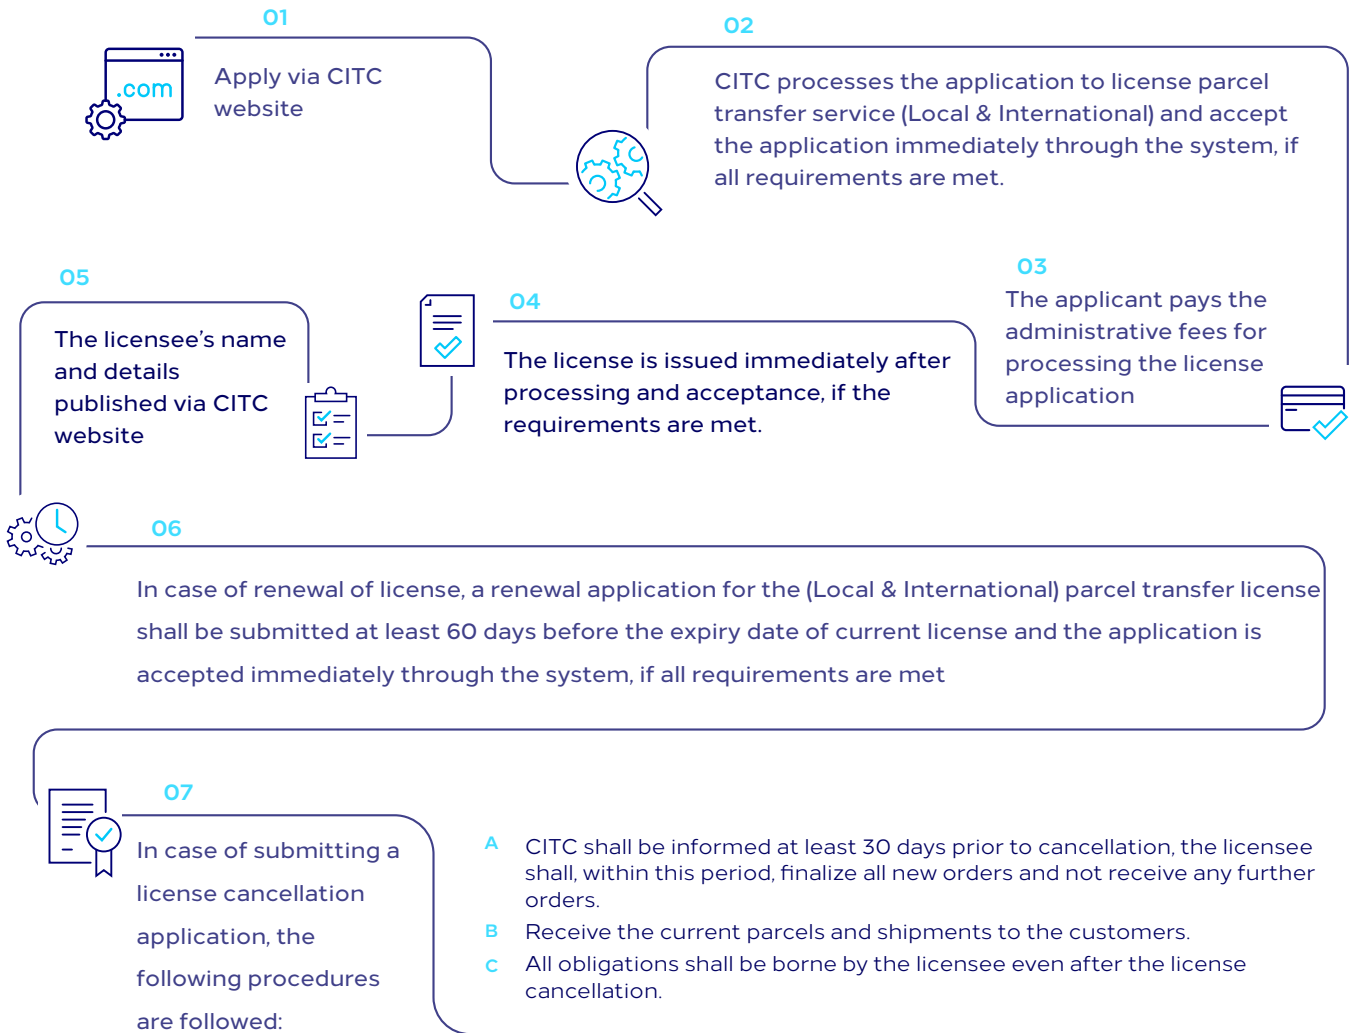 01
.com
Apply via CITC
website
02
CITC processes the application to license parcel
transfer service (Local & International) and accept
the application immediately through the system, if
all requirements are met.
03
The applicant pays the
administrative fees for
processing the license
application
04
The license is issued immediately after
processing and acceptance, if the
requirements are met.
05
The licensee’s name
and details
published via CITC
website
06
In case of renewal of license, a renewal application for the (Local & International) parcel transfer license
shall be submitted at least 60 days before the expiry date of current license and the application is
accepted immediately through the system, if all requirements are met
07
In case of submitting a
license cancellation
application, the
following procedures
are followed:
A CITC shall be informed at least 30 days prior to cancellation, the licensee
shall, within this period, finalize all new orders and not receive any further
orders.
B Receive the current parcels and shipments to the customers.
C All obligations shall be borne by the licensee even after the license
cancellation.